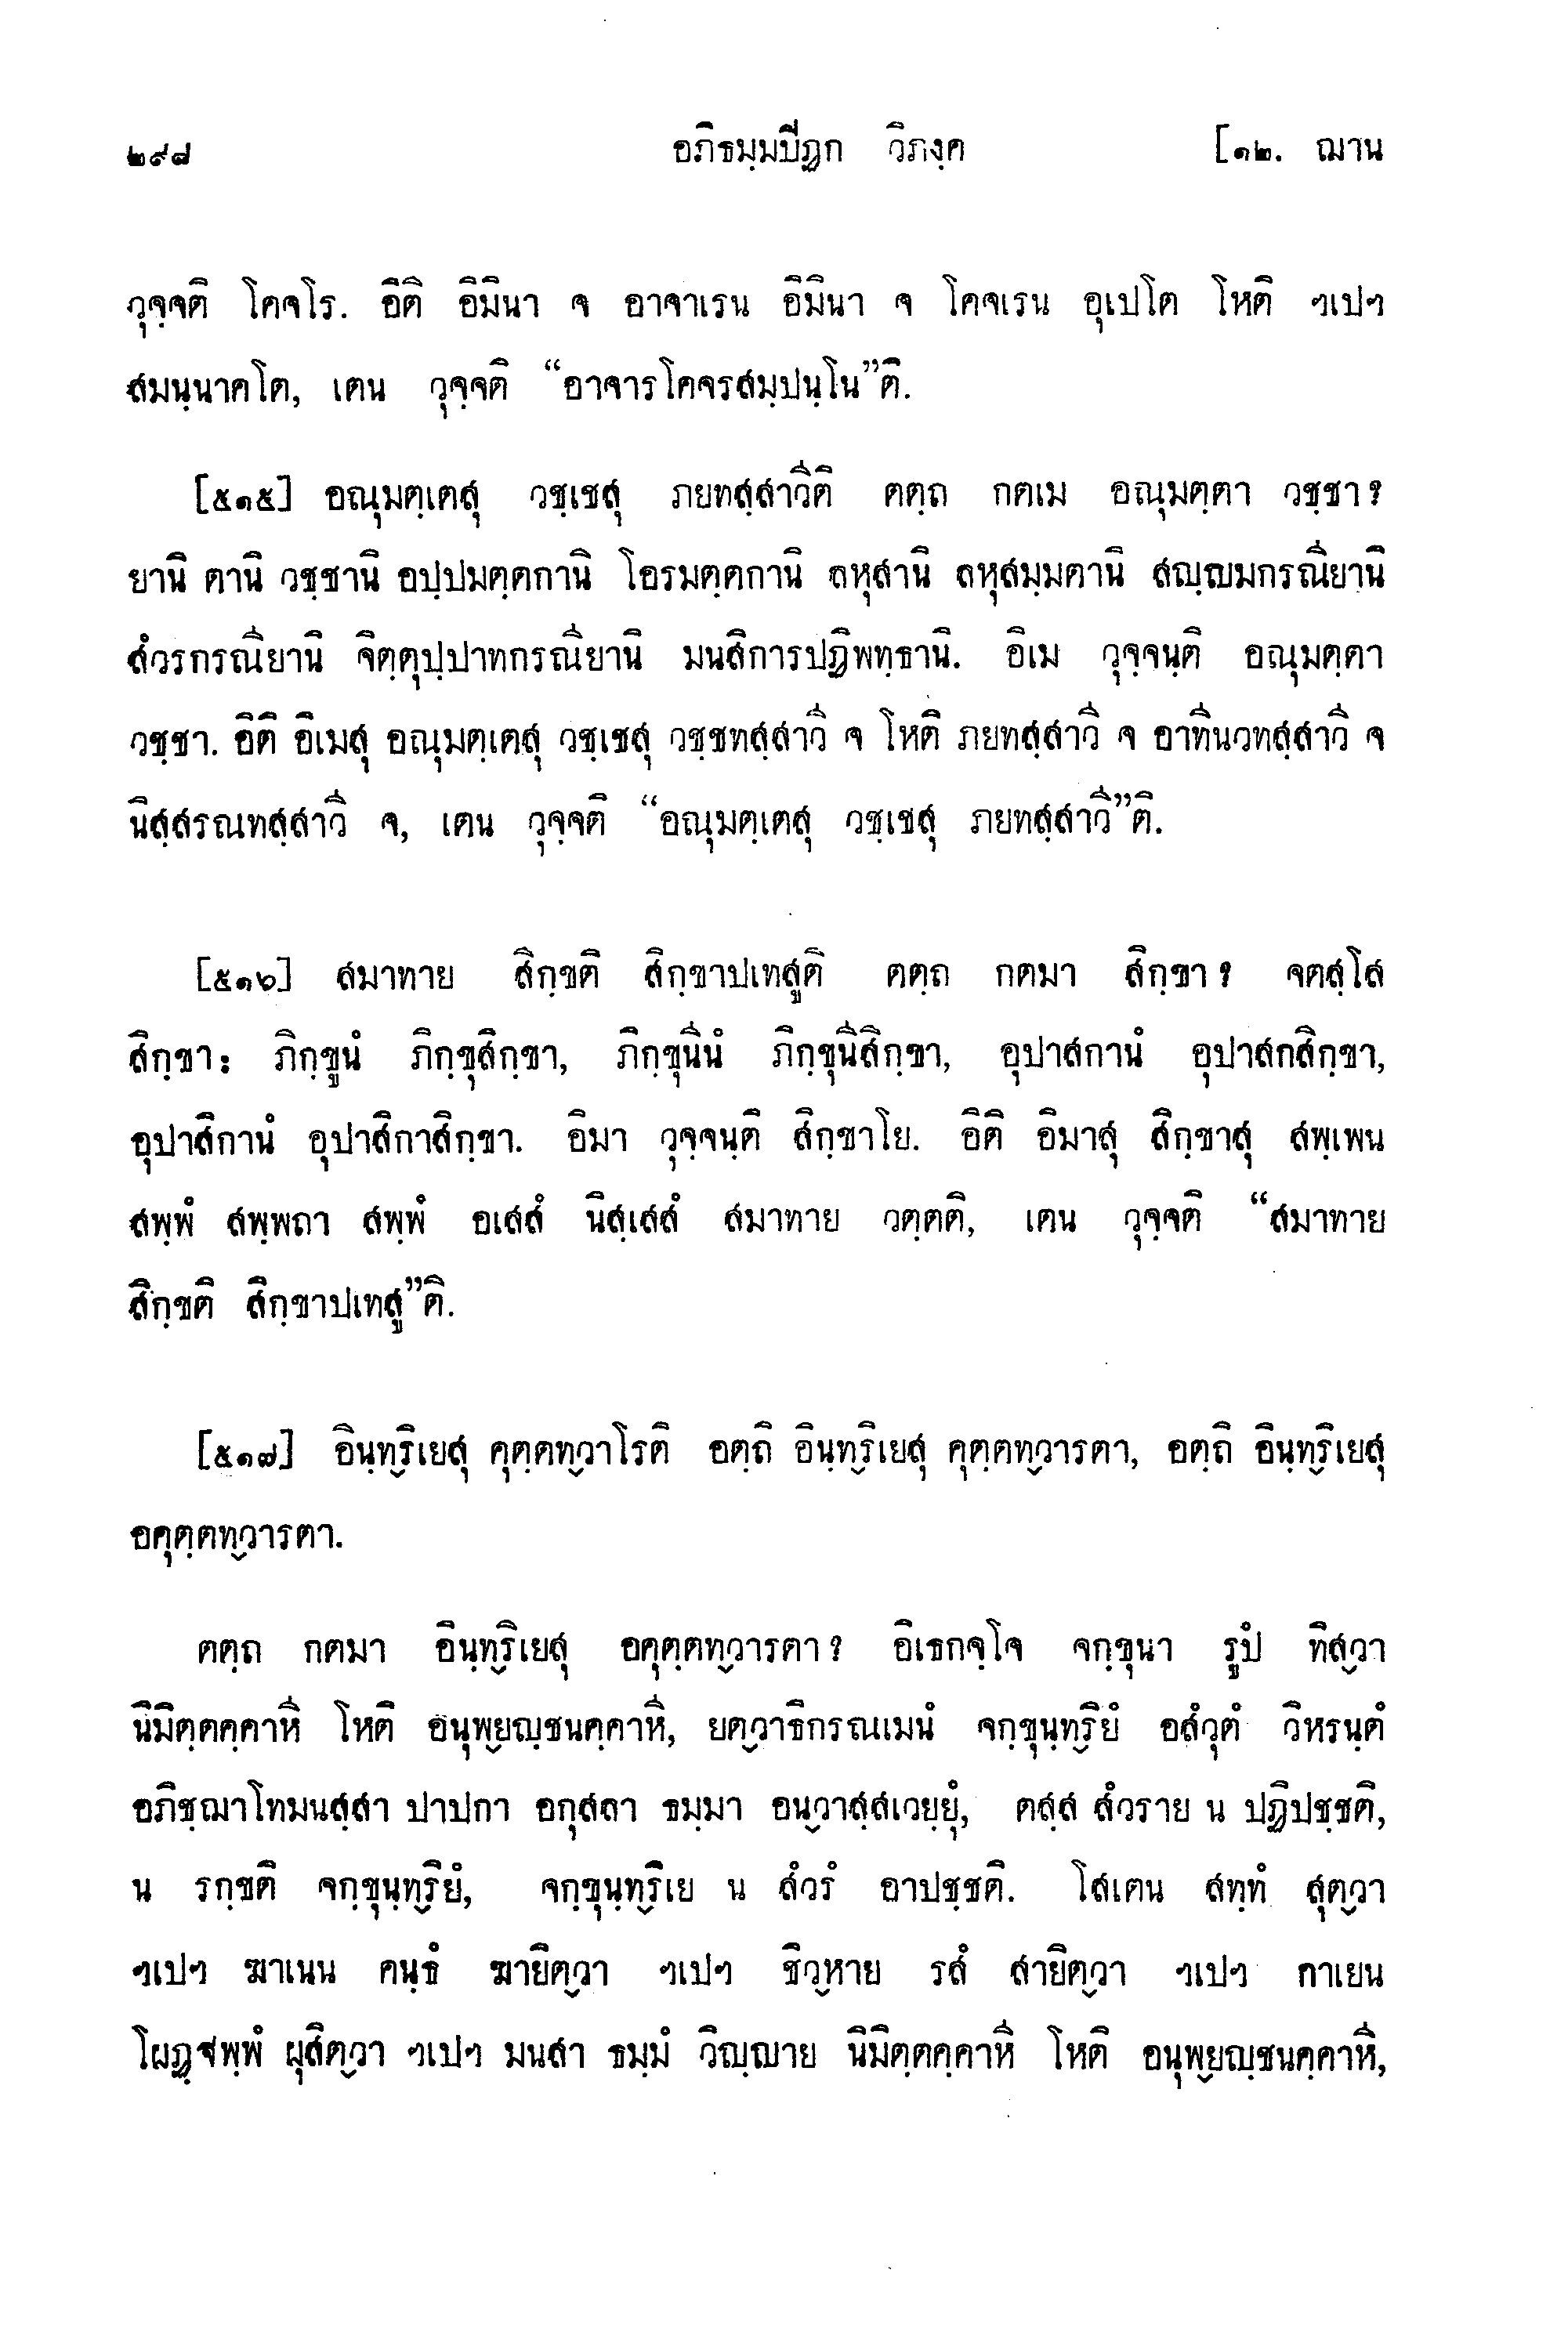 ๒๙๘ อภิธมฺมปีฏก วิภงฺค [๑๒. ฌาน
วุจฺจติ โคจโร. อิติ อิมินา จ อาจาเรน อิมินา จ โคจเรน อุเปโต โหติ ฯเปฯ
สมนฺนาคโต, เตน วุจฺจติ “อาจารโคจรสมฺปนฺโน”ติ.
[๕๑๕] อณุมตฺเตสุ วชฺเชสุ ภยทสฺสาวีติ ตตฺถ กตเม อณุมตฺตา วชฺชา?
ยานิ ตานิ วชฺชานิ อปฺปมตฺตกานิ โอรมตฺตกานิ ลหุสานิ ลหุสมฺมตานิ สญฺญมกรณียานิ
สํวรกรณียานิ จิตฺตุปฺปาทกรณียานิ มนสิการปฏิพทฺธานิ. อิเม วุจฺจนฺติ อณุมตฺตา
วชฺชา. อิติ อิเมสุ อณุมตฺเตสุ วชฺเชสุ วชฺชทสฺสาวี จ โหติ ภยทสฺสาวี จ อาทีนวทสฺสาวี จ
นิสฺสรณทสฺสาวี จ, เตน วุจฺจติ “อณุมตฺเตสุ วชฺเชสุ ภยทสฺสาวี”ติ.
[๕๑๖] สมาทาย สิกฺขติ สิกฺขาปเทสูติ ตตฺถ กตมา สิกฺขา? จตสฺโส
สิกฺขา: ภิกฺขูนํ ภิกฺขุสิกฺขา, ภิกฺขุนีนํ ภิกฺขุนีสิกฺขา, อุปาสกานํ อุปาสกสิกฺขา,
อุปาสิกานํ อุปาสิกาสิกฺขา. อิมา วุจฺจนฺติ สิกฺขาโย. อิติ อิมาสุ สิกฺขาสุ สพฺเพน
สพฺพํ สพฺพถา สพฺพํ อเสสํ นิสฺเสสํ สมาทาย วตฺตติ, เตน วุจฺจติ “สมาทาย
สิกฺขติ สิกฺขาปเทสู”ติ.
[๕๑๗] อินฺทฺริเยสุ คุตฺตทฺวาโรติ อตฺถิ อินฺทฺริเยสุ คุตฺตทฺวารตา, อตฺถิ อินฺทฺริเยสุ
อคุตฺตทฺวารตา.
ตตฺถ กตมา อินฺทฺริเยสุ อคุตฺตทฺวารตา? อิเธกจฺโจ จกฺขุนา รูปํ ทิสฺวา
นิมิตฺตคฺคาหี โหติ อนุพฺยญฺชนคฺคาหี, ยตฺวาธิกรณเมนํ จกฺขุนฺทฺริยํ อสํวุตํ วิหรนฺตํ
อภิชฺฌาโทมนสฺสา ปาปกา อกุสลา ธมฺมา อนฺวาสฺสเวยฺยุํ, ตสฺส สํวราย น ปฏิปชฺชติ,
น รกฺขติ จกฺขุนฺทฺริยํ, จกฺขุนฺทฺริเย น สํวรํ อาปชฺชติ. โสเตน สทฺทํ สุตฺวา
ฯเปฯ ฆาเนน คนฺธํ ฆายิตฺวา ฯเปฯ ชิวฺหาย รสํ สายิตฺวา ฯเปฯ กาเยน
โผฏฺฐพฺพํ ผุสิตฺวา ฯเปฯ มนสา ธมฺมํ วิญฺญาย นิมิตฺตคฺคาหี โหติ อนุพฺยญฺชนคฺคาหี,